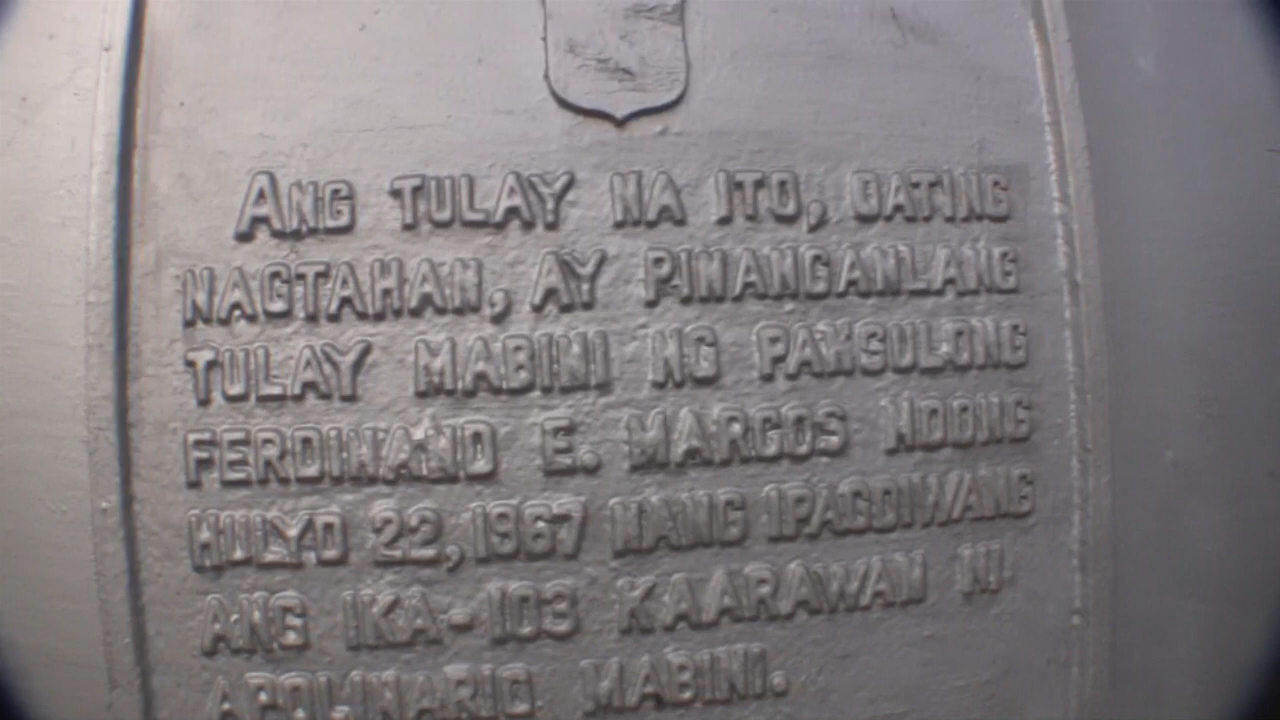 ANG TULAY NA ITO, DATING
NAGTAHAN, AY PINANGANLANG
TULAY MABINI NG PANGULONG
FERDINAND E. MARCOS NOONG
HULYO 22, 1967 NANG IPAGDIWANG
ANG IKA-103 KAARAWAN NI
APOLINARIO MABINI.